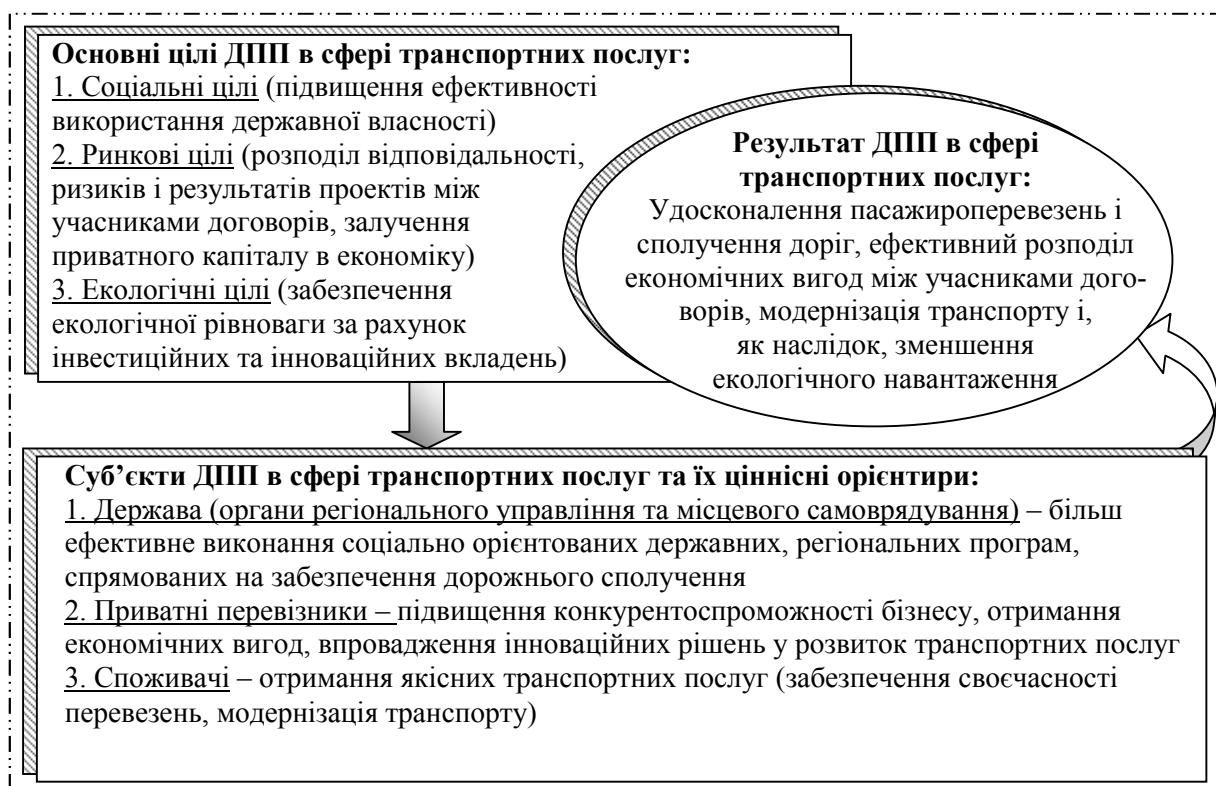 Основні цілі ДПП в сфері транспортних послуг:
1. Соціальні цілі (підвищення ефективності
використання державної власності)
2. Ринкові цілі (розподіл відповідальності,
ризиків і результатів проектів між
учасниками договорів, залучення
приватного капіталу в економіку)
3. Екологічні цілі (забезпечення
екологічної рівноваги за рахунок
інвестиційних та інноваційних вкладень)
Результат ДПП в сфері
транспортних послуг:
Удосконалення пасажироперевезень і
сполучення доріг, ефективний розподіл
економічних вигод між учасниками дого-
ворів, модернізація транспорту і,
як наслідок, зменшення
екологічного навантаження
Суб’єкти ДПП в сфері транспортних послуг та їх ціннісні орієнтири:
1. Держава (органи регіонального управління та місцевого самоврядування) – більш
ефективне виконання соціально орієнтованих державних, регіональних програм,
спрямованих на забезпечення дорожнього сполучення
2. Приватні перевізники – підвищення конкурентоспроможності бізнесу, отримання
економічних вигод, впровадження інноваційних рішень у розвиток транспортних послуг
3. Споживачі – отримання якісних транспортних послуг (забезпечення своєчасності
перевезень, модернізація транспорту)